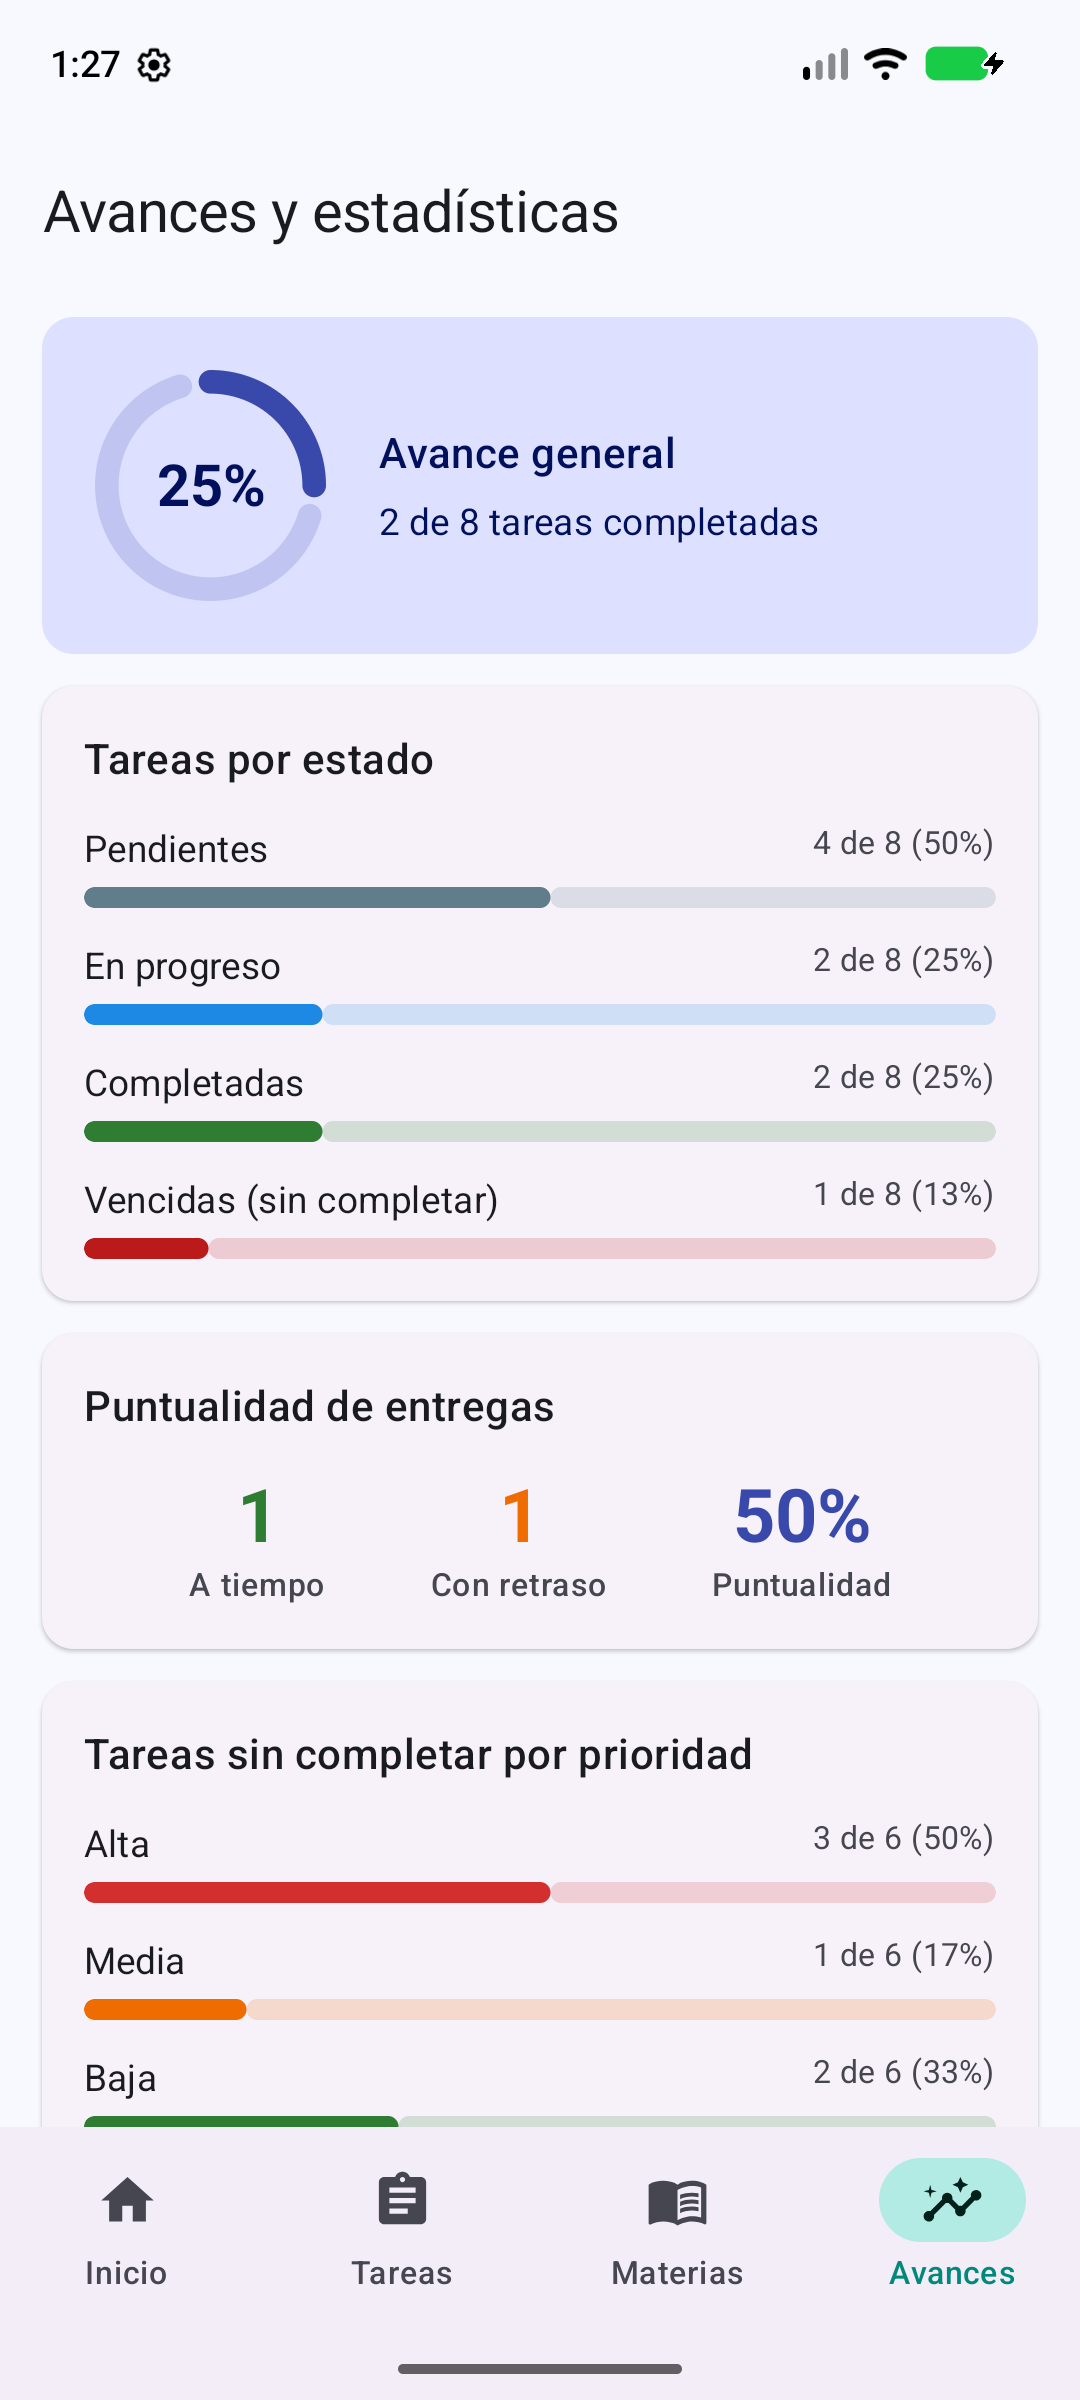 1:27
Avances y estadísticas
25%
Avance general
2 de 8 tareas completadas
Tareas por estado
Pendientes 4 de 8 (50%)
En progreso 2 de 8 (25%)
Completadas 2 de 8 (25%)
Vencidas (sin completar) 1 de 8 (13%)
Puntualidad de entregas
1 1 50%
A tiempo Con retraso Puntualidad
Tareas sin completar por prioridad
Alta 3 de 6 (50%)
Media 1 de 6 (17%)
Baja 2 de 6 (33%)
Inicio Tareas Materias Avances